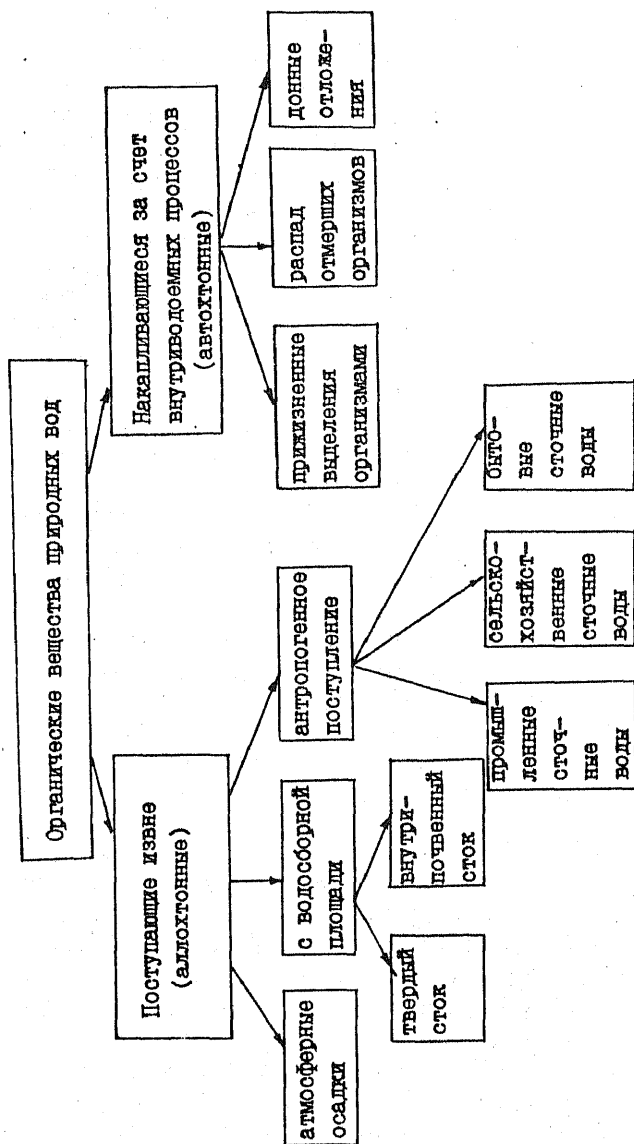 Органические вещества природных вод
Поступающие извне
(аллохтонные)
Накапливающиеся за счет
внутриводоемных процессов
(автохтонные)
атмосферные
осадки
с водосборной
площади
антропогенное
поступление
прижизненные
выделения
организмами
распад
отмерших
организмов
донные
отложе-
ния
твердый
сток
внутри-
почвенный
сток
промыш-
ленные
сточ-
ные
воды
сельско-
хозяйст-
венные
сточные
воды
быто-
вые
сточные
воды